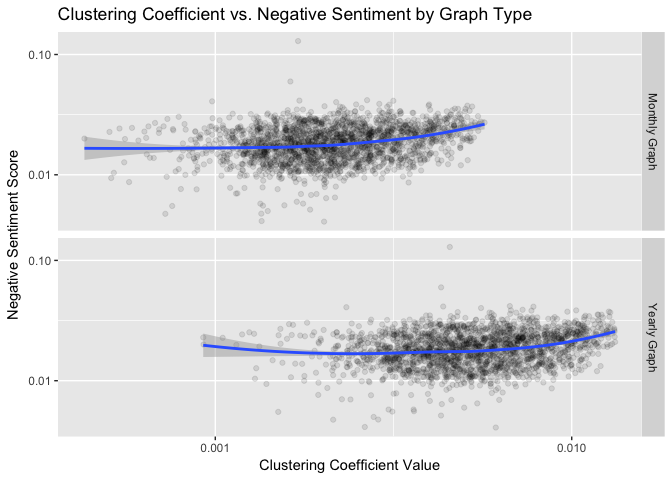 Clustering Coefficient vs. Negative Sentiment by Graph Type
0.10
0.01
Monthly Graph
Negative Sentiment Score
0.10
0.01
Yearly Graph
0.001
0.010
Clustering Coefficient Value